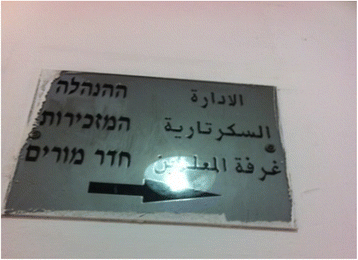 ההנהלה الادارة
המזכירות السكرتارية
חדר מורים غرفة المعلمين